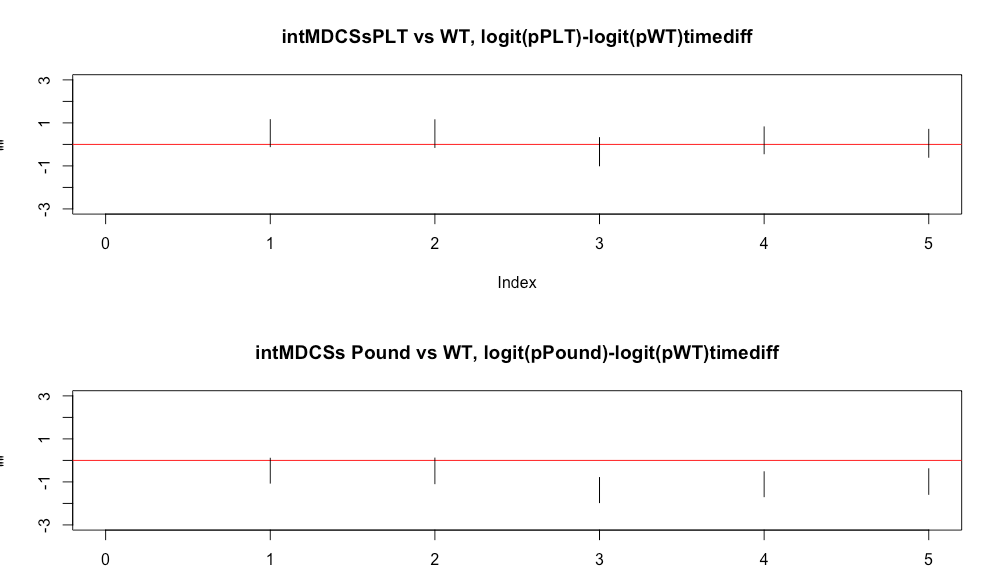 intMDCSsPLT vs WT, logit(pPLT)-logit(pWT)timediff
3
1
-1
-3
0 1 2 3 4 5
Index
intMDCSs Pound vs WT, logit(pPound)-logit(pWT)timediff
3
1
-1
-3
0 1 2 3 4 5